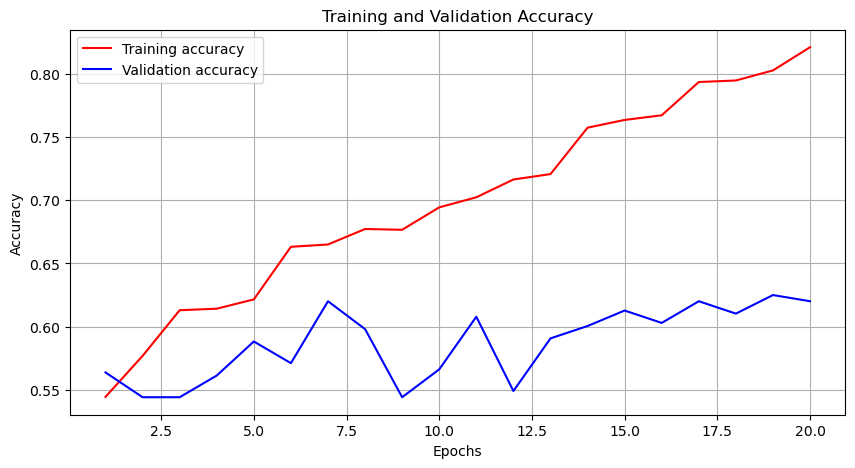 Training and Validation Accuracy
Training accuracy
Validation accuracy
Accuracy
0.80
0.75
0.70
0.65
0.60
0.55
2.5 5.0 7.5 10.0 12.5 15.0 17.5 20.0
Epochs